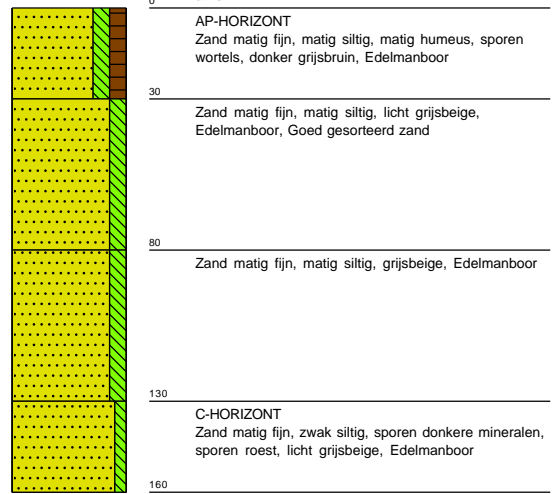 0
AP-HORIZONT
Zand matig fijn, matig siltig, matig humeus, sporen
wortels, donker grijsbruin, Edelmanboor
30
Zand matig fijn, matig siltig, licht grijsbeige,
Edelmanboor, Goed gesorteerd zand
80
Zand matig fijn, matig siltig, grijsbeige, Edelmanboor
130
C-HORIZONT
Zand matig fijn, zwak siltig, sporen donkere mineralen,
sporen roest, licht grijsbeige, Edelmanboor
160